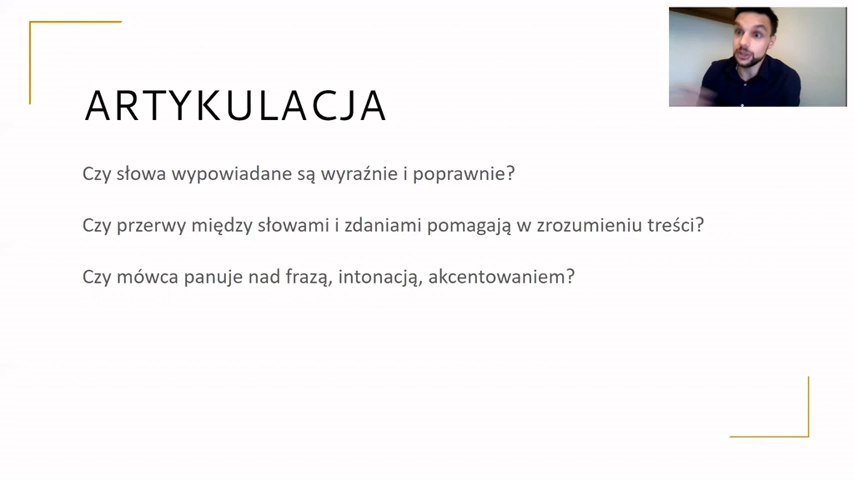 ARTYKULACJA
Czy słowa wypowiadane są wyraźnie i poprawnie?
Czy przerwy między słowami i zdaniami pomagają w zrozumieniu treści?
Czy mówca panuje nad frazą, intonacją, akcentowaniem?